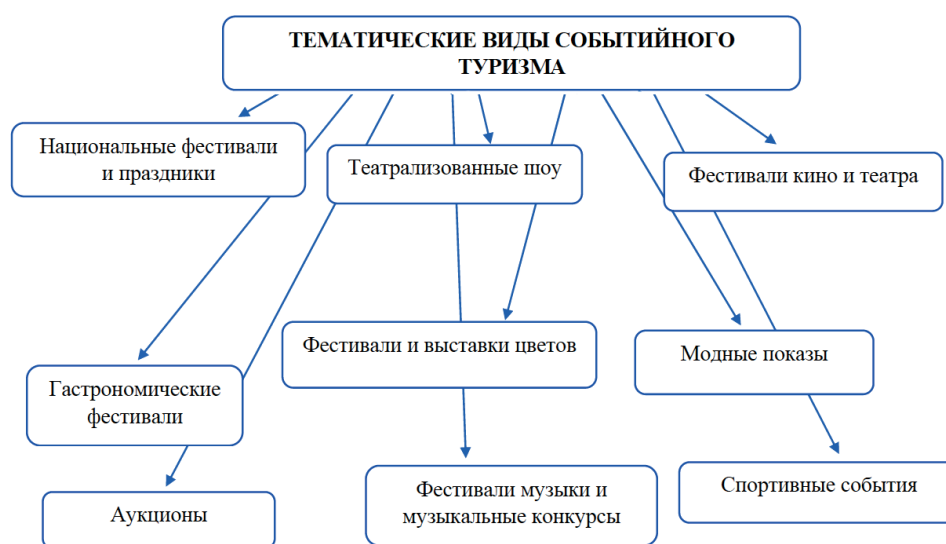 ТЕМАТИЧЕСКИЕ ВИДЫ СОБЫТИЙНОГО
ТУРИЗМА
Национальные фестивали
и праздники
Театрализованные шоу
Фестивали кино и театра
Гастрономические
фестивали
Фестивали и выставки цветов
Модные показы
Аукционы
Фестивали музыки и
музыкальные конкурсы
Спортивные события